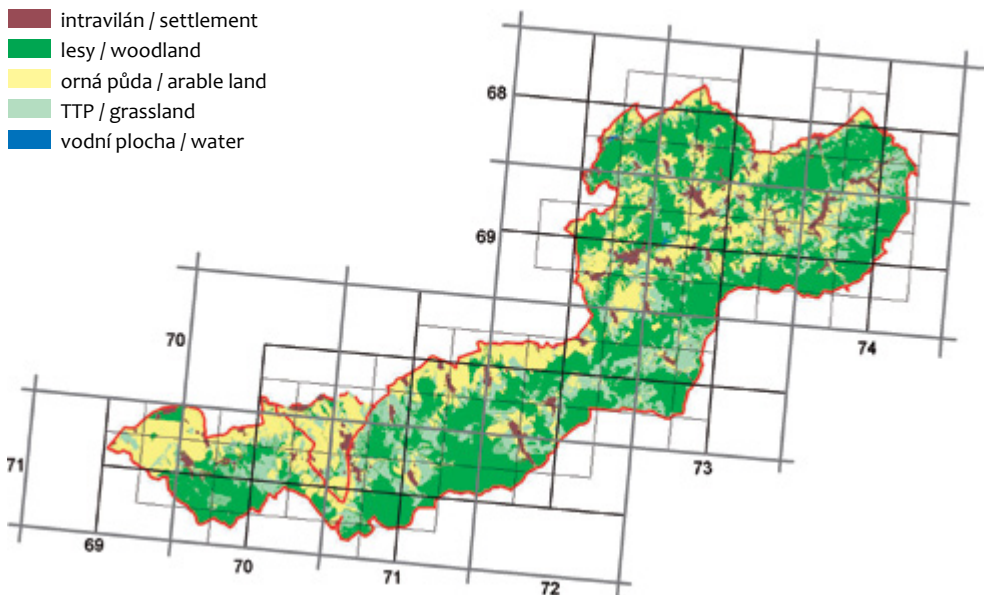 intravilán / settlement
lesy / woodland
orná půda / arable land
TTP / grassland
vodní plocha / water
68
69
70
74
71
73
69
70
71
72